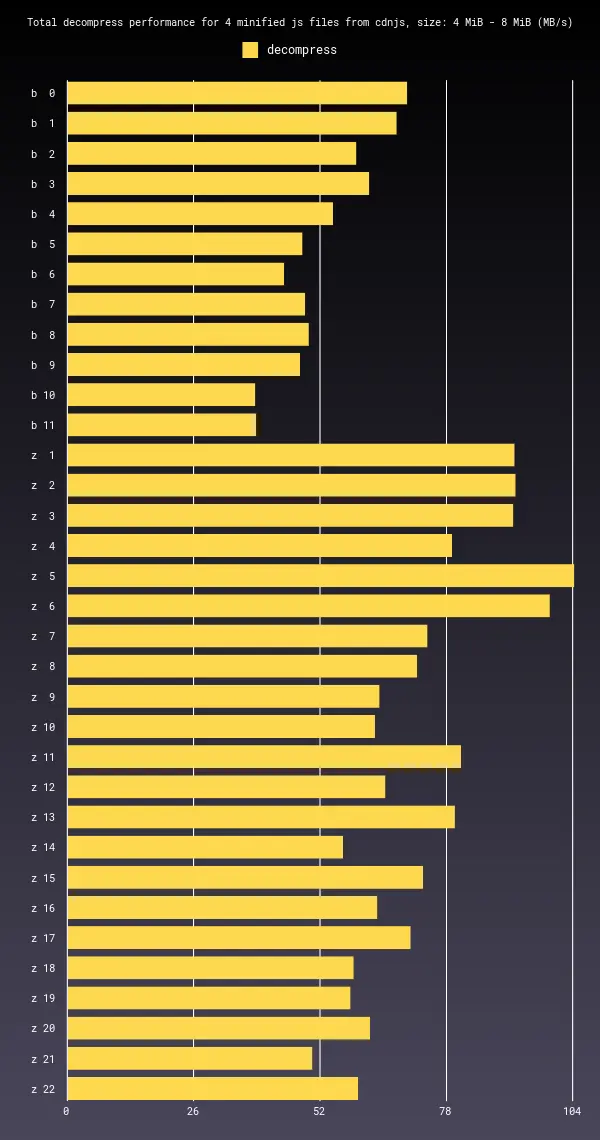 Total decompress performance for 4 minified js files from cdnjs, size: 4 MiB - 8 MiB (MB/s)
decompress
b 0
b 1
b 2
b 3
b 4
b 5
b 6
b 7
b 8
b 9
b 10
b 11
z 1
z 2
z 3
z 4
z 5
z 6
z 7
z 8
z 9
z 10
z 11
z 12
z 13
z 14
z 15
z 16
z 17
z 18
z 19
z 20
z 21
z 22
0 26 52 78 104